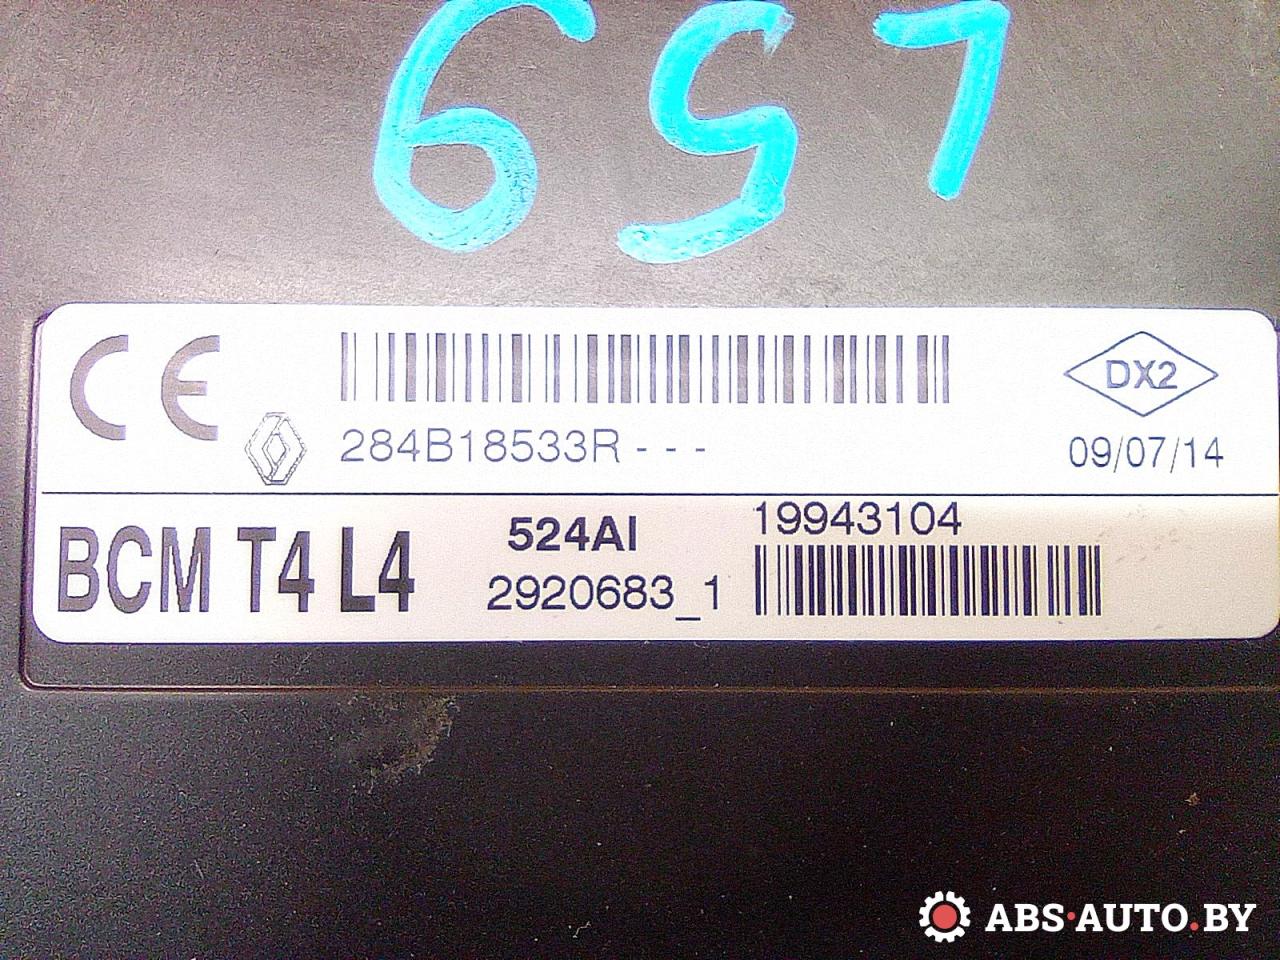 657
CE
284B18533R - - -
DX2
09/07/14
BCM T4 L4
524AI
2920683_1
19943104
ABS·AUTO.BY